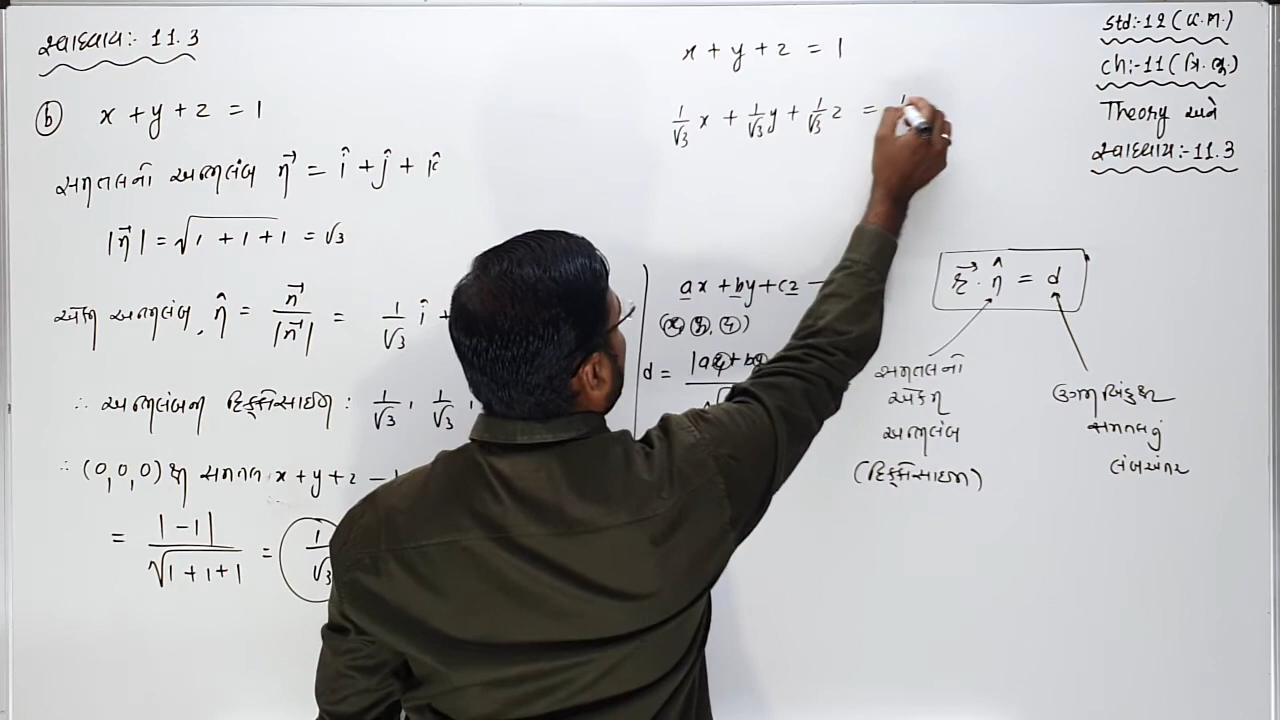 સ્વાધ્યાય:- 11.3
(b) x + y + z = 1
સમતલનો અભિલંબ n⃗ = î + ĵ + k̂
|n⃗| = √1 + 1 + 1 = √3
એકમ અભિલંબ, n̂ = n⃗ / |n⃗| = 1/√3 î +
∴ અભિલંબની દિક્કોસાઇન : 1/√3 , 1/√3 ,
∴ (0, 0, 0) થી સમતલ x + y + z -
= |-1| / √1 + 1 + 1 = 1/√3
x + y + z = 1
1/√3 x + 1/√3 y + 1/√3 z =
ax + by + cz
d =
r⃗ · n̂ = d
સમતલનો
એકમ
અભિલંબ
(દિક્કોસાઇન)
ઉગમબિંદુથી
સમતલનું
લંબઅંતર
Std:-12 (
Ch:-11 (
Theory અને
સ્વાધ્યાય:-11.3